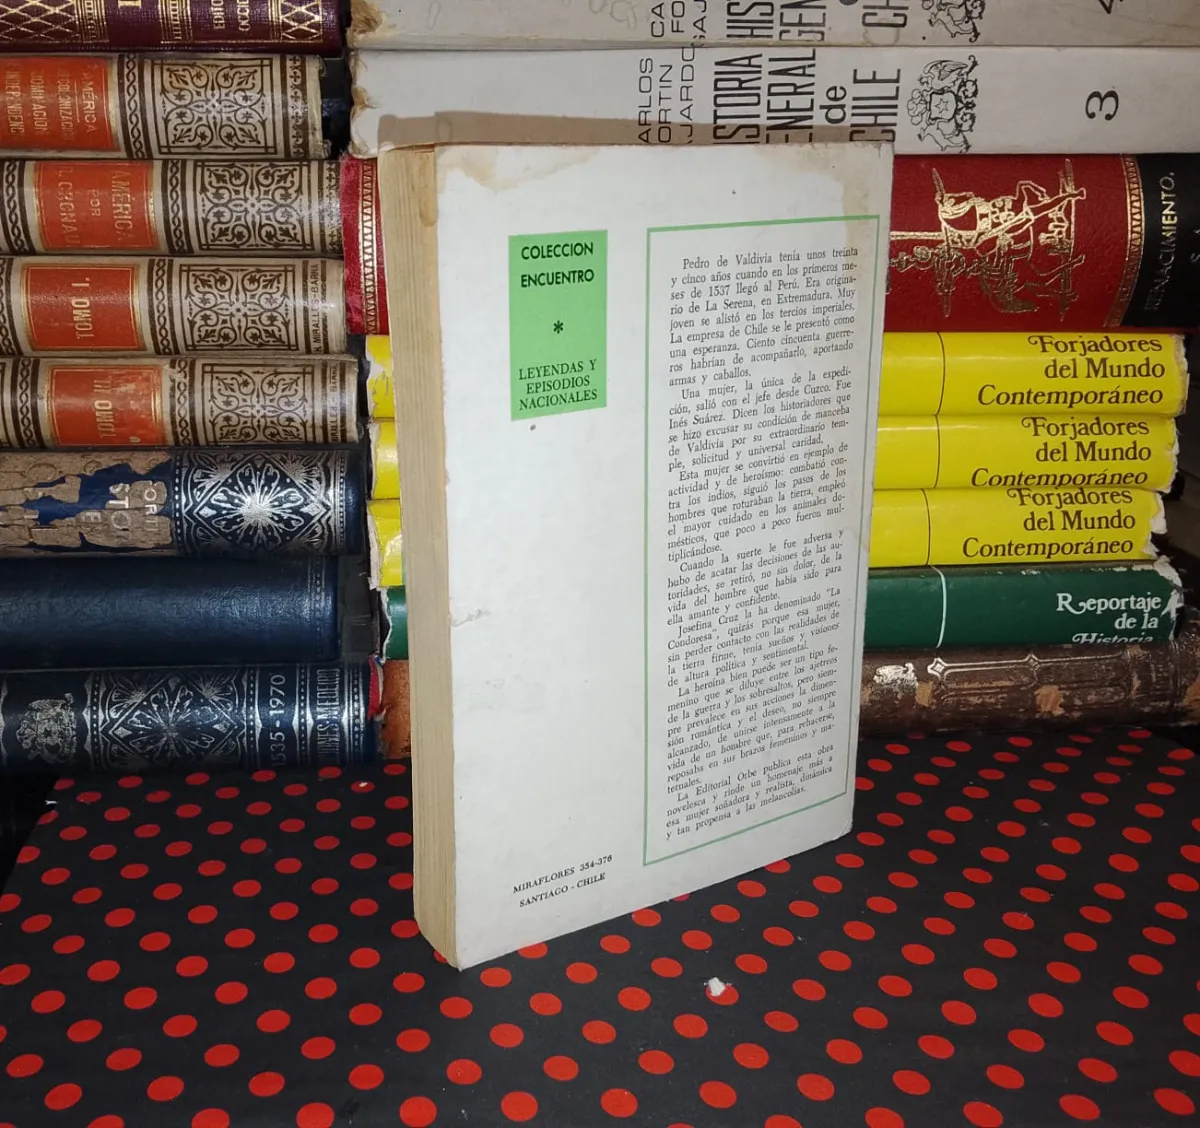 COLECCION
ENCUENTRO
*
LEYENDAS Y
EPISODIOS
NACIONALES
Pedro de Valdivia tenía unos treinta
y cinco años cuando en los primeros me-
ses de 1537 llegó al Perú. Era origina-
rio de La Serena, en Extremadura. Muy
joven se alistó en los tercios imperiales.
La empresa de Chile se le presentó como
una esperanza. Ciento cincuenta guerre-
ros habrían de acompañarlo, aportando
armas y caballos.
Una mujer, la única de la expedi-
ción, salió con el jefe desde Cuzco. Fue
Inés Suárez. Dicen los historiadores que
se hizo excusar su condición de manceba
de Valdivia por su extraordinario tem-
ple, solicitud y universal caridad.
Esta mujer se convirtió en ejemplo de
actividad y de heroísmo: combatió con-
tra los indios, siguió los pasos de los
hombres que roturaban la tierra, empleó
el mayor cuidado en los animales do-
mésticos, que poco a poco fueron mul-
tiplicándose.
Cuando la suerte le fue adversa y
hubo de acatar las decisiones de las au-
toridades, se retiró, no sin dolor, de la
vida del hombre que había sido para
ella amante y confidente.
Josefina Cruz la ha denominado "La
Condoresa", quizás porque esa mujer,
sin perder contacto con las realidades de
la tierra firme, tenía sueños y visiones
de altura política y sentimental.
La heroína bien puede ser un tipo fe-
menino que se diluye entre los ajetreos
de la guerra y los sobresaltos, pero siem-
pre prevalece en sus acciones la dimen-
sión romántica y el deseo, no siempre
alcanzado, de unirse intensamente a la
vida de un hombre que, para rehacerse,
reposaba en sus brazos femeninos y ma-
ternales.
La Editorial Orbe publica esta obra
novelesca y rinde un homenaje más a
esa mujer soñadora y realista, dinámica
y tan propensa a las melancolías.
MIRAFLORES 354-376
SANTIAGO - CHILE
HISTORIA
GENERAL
de
CHILE
3
AMÉRICA
POR
TOMO I
TOMO
1535-1970
Forjadores
del Mundo
Contemporáneo
Forjadores
del Mundo
Contemporáneo
Forjadores
del Mundo
Contemporáneo
Reportaje
de la
Historia